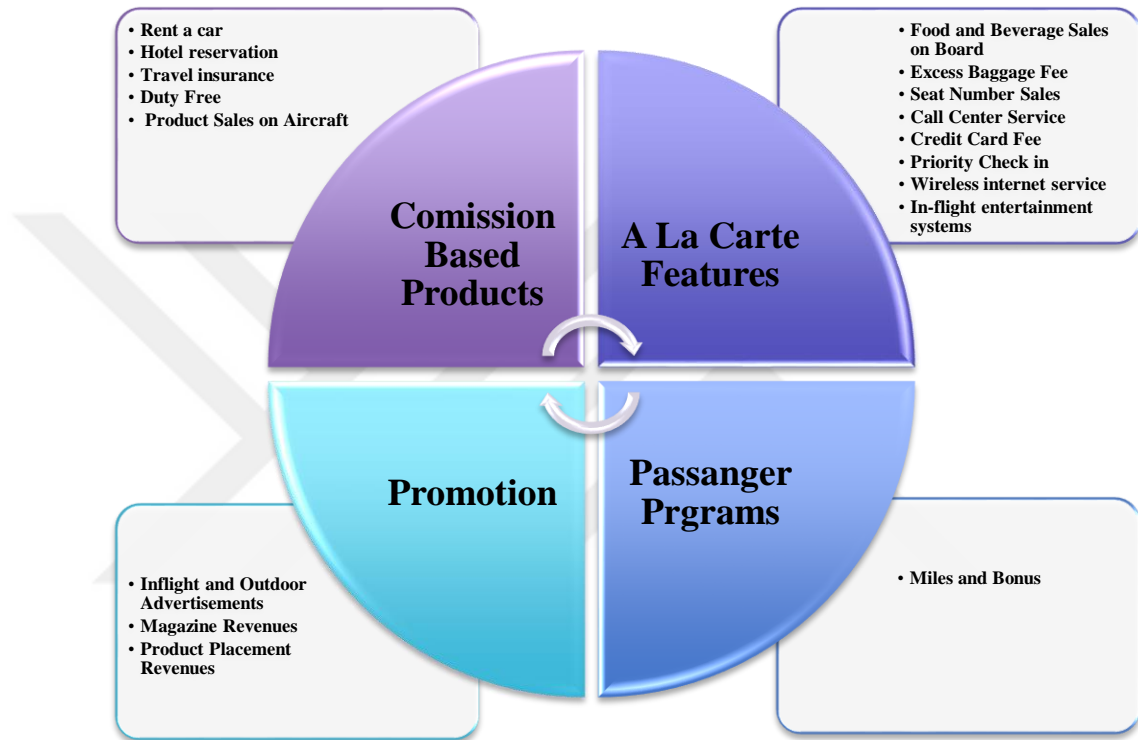 • Rent a car
• Hotel reservation
• Travel insurance
• Duty Free
• Product Sales on Aircraft
• Food and Beverage Sales
on Board
• Excess Baggage Fee
• Seat Number Sales
• Call Center Service
• Credit Card Fee
• Priority Check in
• Wireless internet service
• In-flight entertainment
systems
Comission
Based
Products
A La Carte
Features
Promotion
Passanger
Prgrams
• Inflight and Outdoor
Advertisements
• Magazine Revenues
• Product Placement
Revenues
• Miles and Bonus